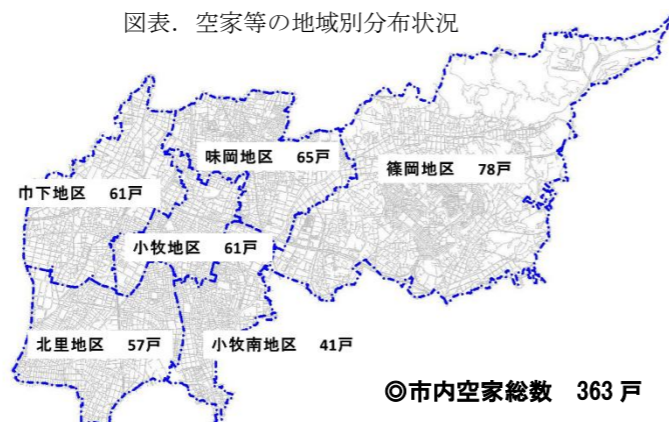 図表．空家等の地域別分布状況
味岡地区 65戸
篠岡地区 78戸
巾下地区 61戸
小牧地区 61戸
北里地区 57戸
小牧南地区 41戸
◎市内空家総数 363 戸